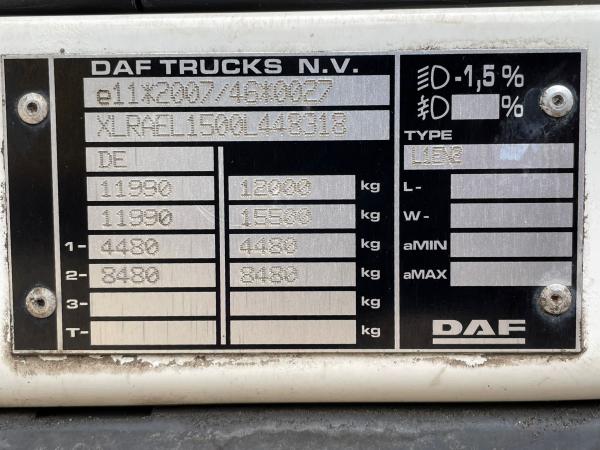 DAF TRUCKS N.V.
e11*2007/46*0027
XLRAEL1500L448318
DE
11990 12000 kg
11990 15500 kg
1- 4480 4480 kg
2- 8480 8480 kg
3- kg
T- kg
-1,5%
%
TYPE
L1EN3
L-
W-
aMIN
aMAX
DAF